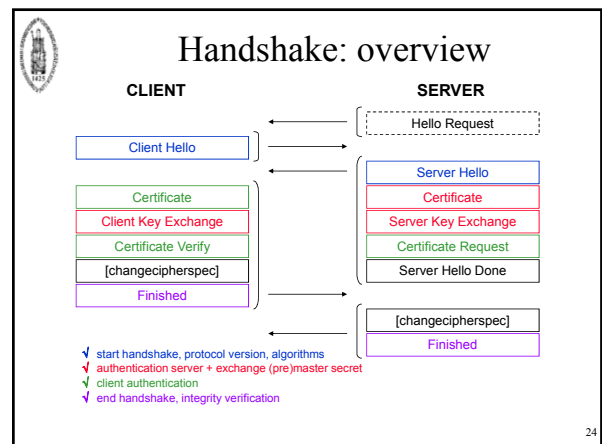 Handshake: overview
CLIENT
SERVER
Hello Request
Client Hello
Server Hello
Certificate
Certificate
Client Key Exchange
Server Key Exchange
Certificate Verify
Certificate Request
[changecipherspec]
Server Hello Done
Finished
[changecipherspec]
Finished
√ start handshake, protocol version, algorithms
√ authentication server + exchange (pre)master secret
√ client authentication
√ end handshake, integrity verification
24
1425